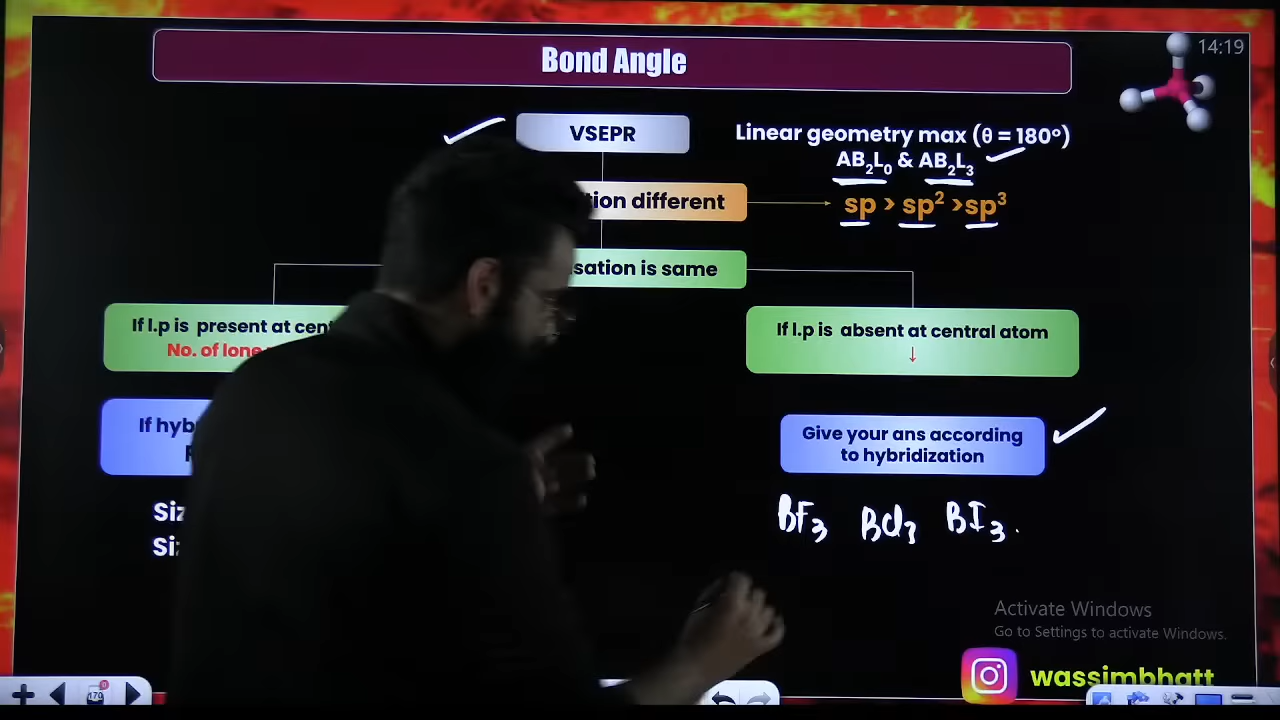 Bond Angle
14:19
VSEPR
Linear geometry max (θ = 180°)
AB₂L₀ & AB₂L₃
tion different
sp > sp² >sp³
sation is same
If l.p is present at cen
No. of lone
If l.p is absent at central atom
↓
If hyb
Give your ans according
to hybridization
Siz
Si
BF₃ BCl₃ BI₃.
Activate Windows
Go to Settings to activate Windows.
wassimbhatt
170